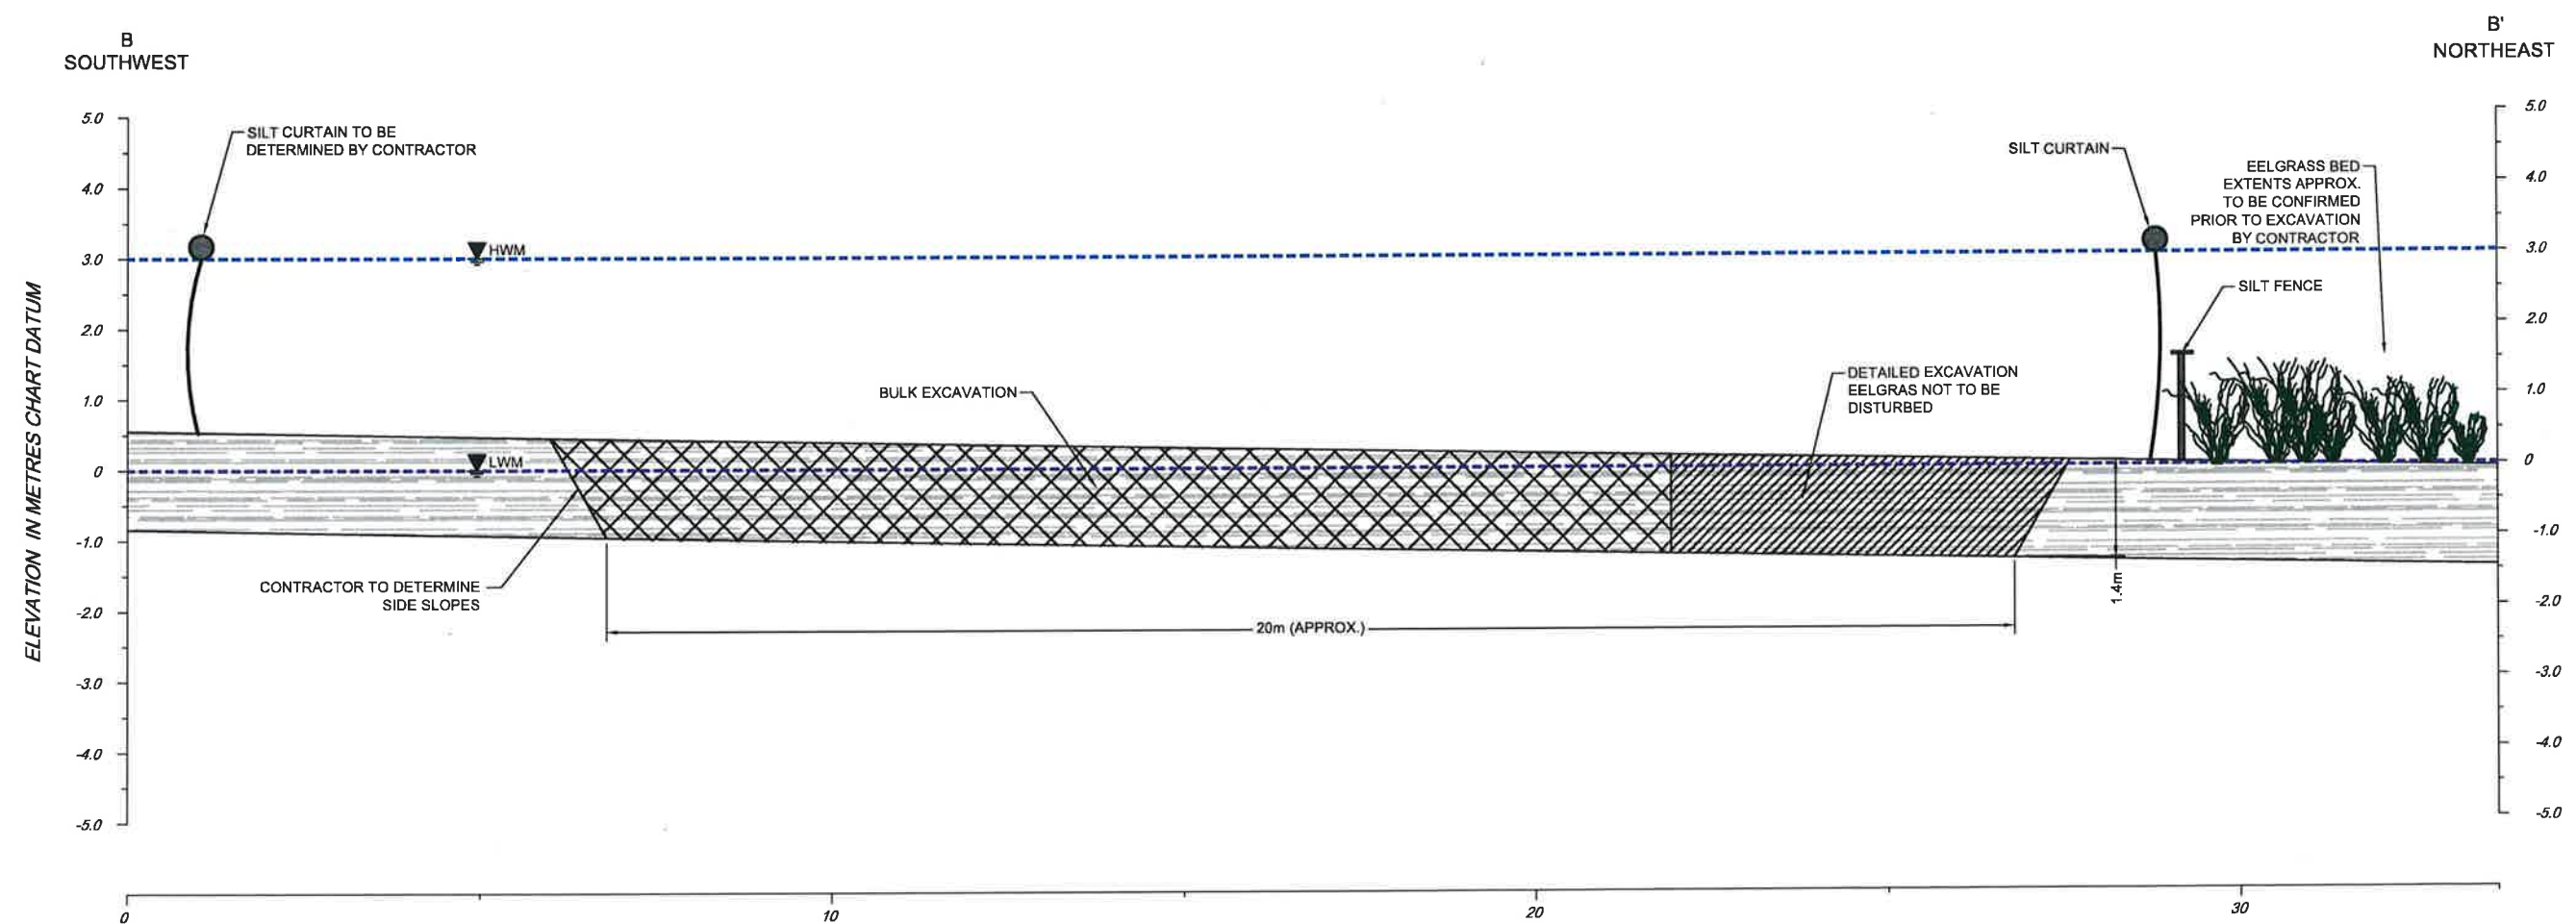 B
SOUTHWEST
B'
NORTHEAST
SILT CURTAIN TO BE
DETERMINED BY CONTRACTOR
SILT CURTAIN
EELGRASS BED
EXTENTS APPROX.
TO BE CONFIRMED
PRIOR TO EXCAVATION
BY CONTRACTOR
HWM
SILT FENCE
BULK EXCAVATION
DETAILED EXCAVATION
EELGRAS NOT TO BE
DISTURBED
LWM
CONTRACTOR TO DETERMINE
SIDE SLOPES
20m (APPROX.)
1.4m
ELEVATION IN METRES CHART DATUM
5.0
4.0
3.0
2.0
1.0
0
-1.0
-2.0
-3.0
-4.0
-5.0
5.0
4.0
3.0
2.0
1.0
0
-1.0
-2.0
-3.0
-4.0
-5.0
0
10
20
30